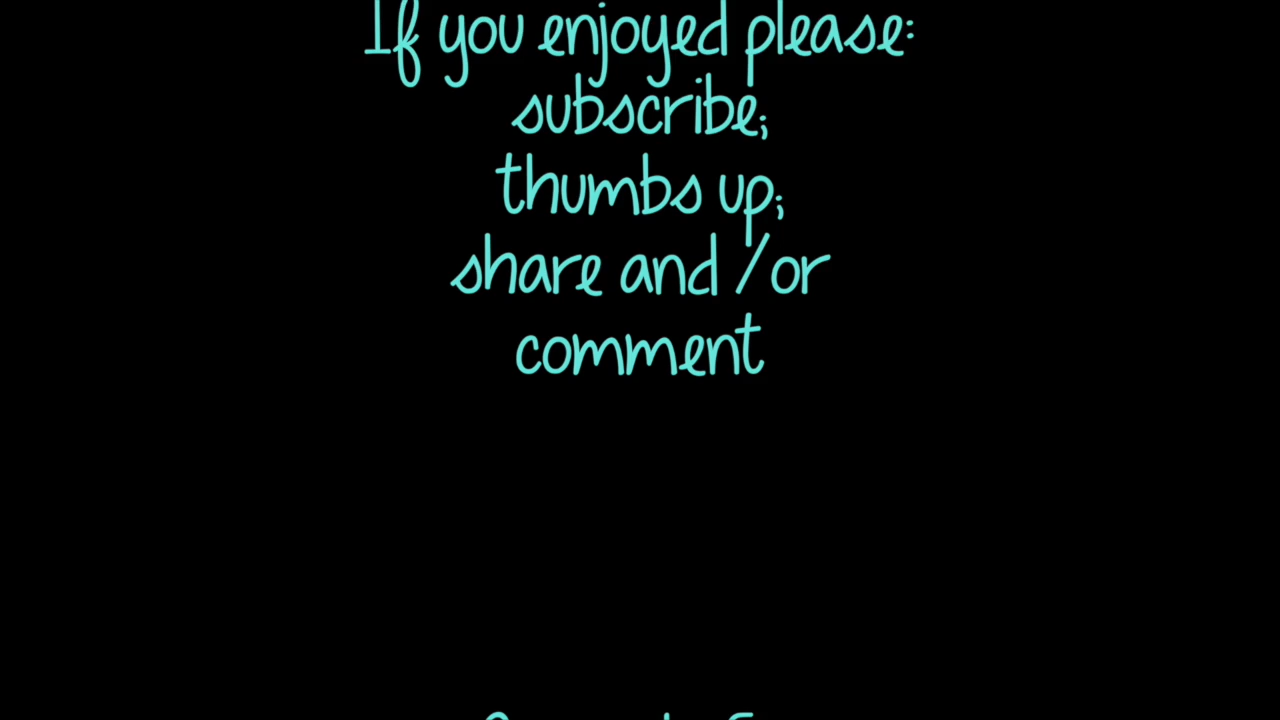 If you enjoyed please:
subscribe;
thumbs up;
share and /or
comment